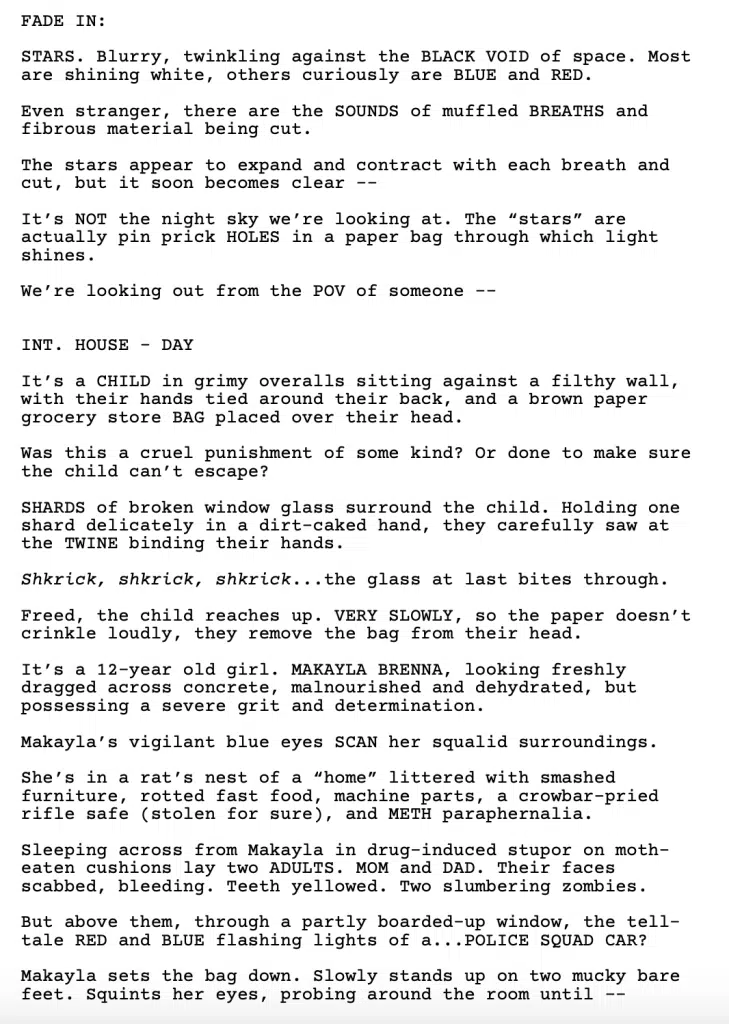 FADE IN:
STARS. Blurry, twinkling against the BLACK VOID of space. Most
are shining white, others curiously are BLUE and RED.
Even stranger, there are the SOUNDS of muffled BREATHS and
fibrous material being cut.
The stars appear to expand and contract with each breath and
cut, but it soon becomes clear --
It’s NOT the night sky we’re looking at. The “stars” are
actually pin prick HOLES in a paper bag through which light
shines.
We’re looking out from the POV of someone --
INT. HOUSE - DAY
It’s a CHILD in grimy overalls sitting against a filthy wall,
with their hands tied around their back, and a brown paper
grocery store BAG placed over their head.
Was this a cruel punishment of some kind? Or done to make sure
the child can’t escape?
SHARDS of broken window glass surround the child. Holding one
shard delicately in a dirt-caked hand, they carefully saw at
the TWINE binding their hands.
Shkrick, shkrick, shkrick...the glass at last bites through.
Freed, the child reaches up. VERY SLOWLY, so the paper doesn’t
crinkle loudly, they remove the bag from their head.
It’s a 12-year old girl. MAKAYLA BRENNA, looking freshly
dragged across concrete, malnourished and dehydrated, but
possessing a severe grit and determination.
Makayla’s vigilant blue eyes SCAN her squalid surroundings.
She’s in a rat’s nest of a “home” littered with smashed
furniture, rotted fast food, machine parts, a crowbar-pried
rifle safe (stolen for sure), and METH paraphernalia.
Sleeping across from Makayla in drug-induced stupor on moth-
eaten cushions lay two ADULTS. MOM and DAD. Their faces
scabbed, bleeding. Teeth yellowed. Two slumbering zombies.
But above them, through a partly boarded-up window, the tell-
tale RED and BLUE flashing lights of a...POLICE SQUAD CAR?
Makayla sets the bag down. Slowly stands up on two mucky bare
feet. Squints her eyes, probing around the room until --